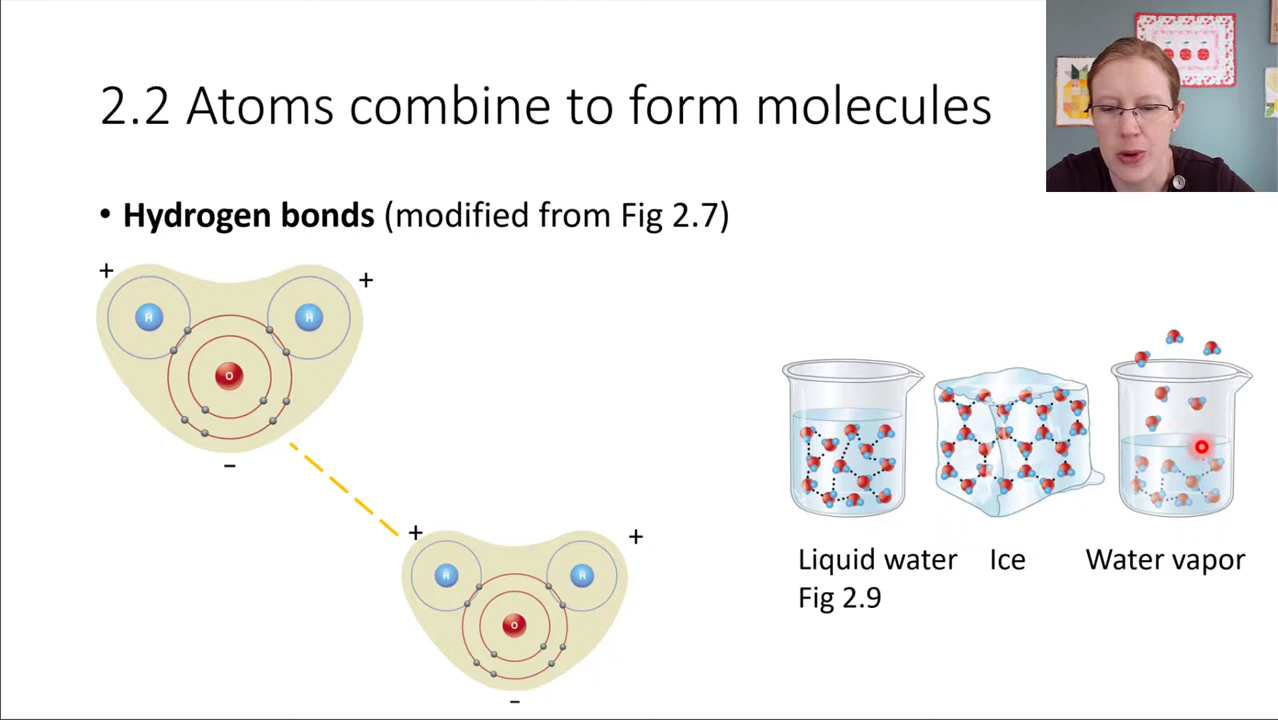 2.2 Atoms combine to form molecules
• Hydrogen bonds (modified from Fig 2.7)
+ +
H H
O
-
+ +
H H
O
-
Liquid water Ice Water vapor
Fig 2.9